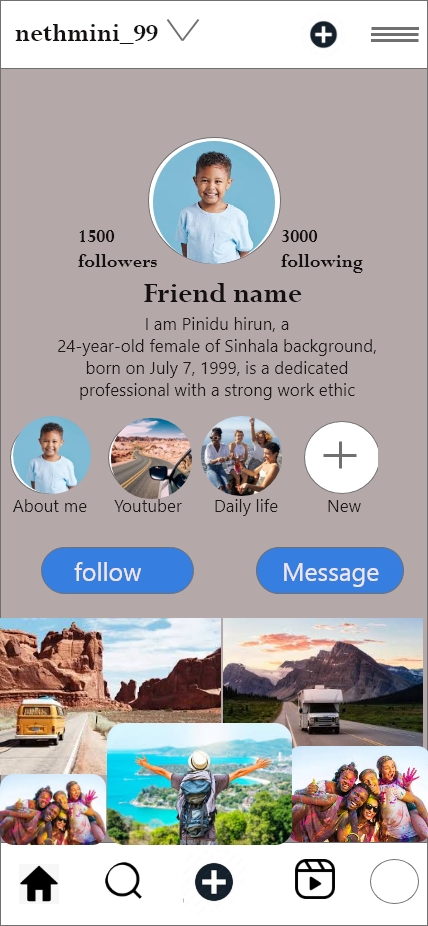 nethmini_99
1500
followers
3000
following
Friend name
I am Pinidu hirun, a
24-year-old female of Sinhala background,
born on July 7, 1999, is a dedicated
professional with a strong work ethic
About me
Youtuber
Daily life
New
follow
Message